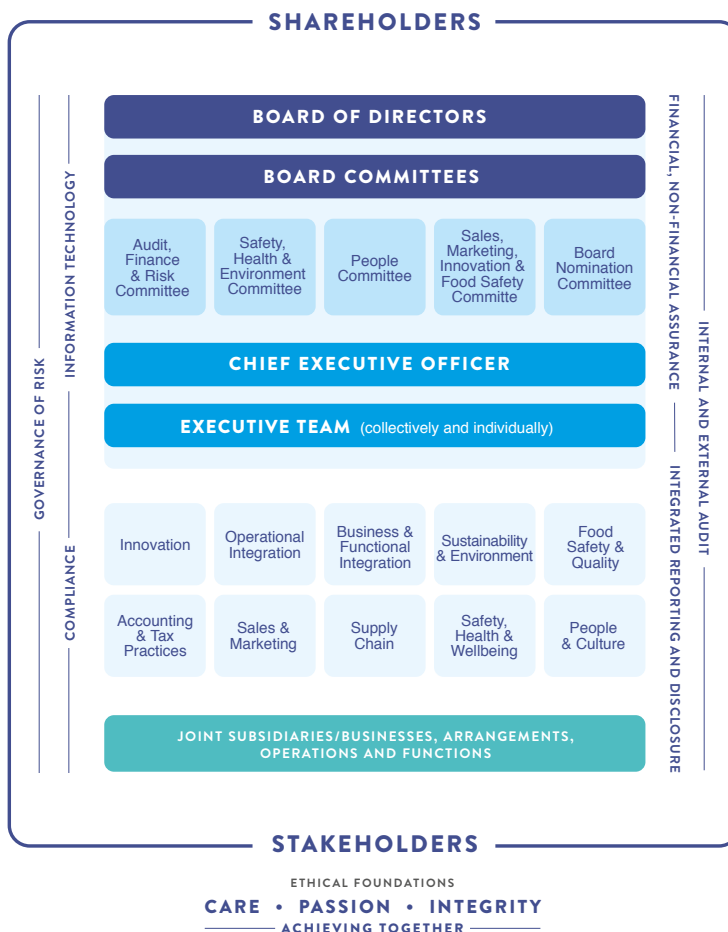 SHAREHOLDERS
BOARD OF DIRECTORS
BOARD COMMITTEES
Audit,
Finance
& Risk
Committee
Safety,
Health &
Environment
Committee
People
Committee
Sales,
Marketing,
Innovation &
Food Safety
Committe
Board
Nomination
Committee
CHIEF EXECUTIVE OFFICER
EXECUTIVE TEAM (collectively and individually)
Innovation
Operational
Integration
Business &
Functional
Integration
Sustainability
& Environment
Food
Safety &
Quality
Accounting
& Tax
Practices
Sales &
Marketing
Supply
Chain
Safety,
Health &
Wellbeing
People
& Culture
JOINT SUBSIDIARIES/BUSINESSES, ARRANGEMENTS,
OPERATIONS AND FUNCTIONS
GOVERNANCE OF RISK
INFORMATION TECHNOLOGY
COMPLIANCE
FINANCIAL, NON-FINANCIAL ASSURANCE
INTEGRATED REPORTING AND DISCLOSURE
INTERNAL AND EXTERNAL AUDIT
STAKEHOLDERS
ETHICAL FOUNDATIONS
CARE • PASSION • INTEGRITY
ACHIEVING TOGETHER